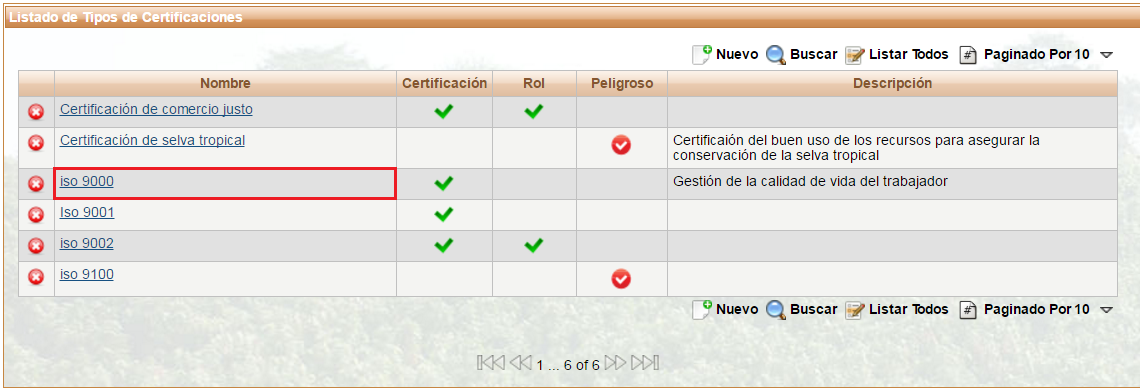 Listado de Tipos de Certificaciones
Nuevo Buscar Listar Todos # Paginado Por 10
Nombre Certificación Rol Peligroso Descripción
Certificación de comercio justo
Certificación de selva tropical Certificaión del buen uso de los recursos para asegurar la
conservación de la selva tropical
iso 9000 Gestión de la calidad de vida del trabajador
Iso 9001
iso 9002
iso 9100
Nuevo Buscar Listar Todos # Paginado Por 10
1 ... 6 of 6